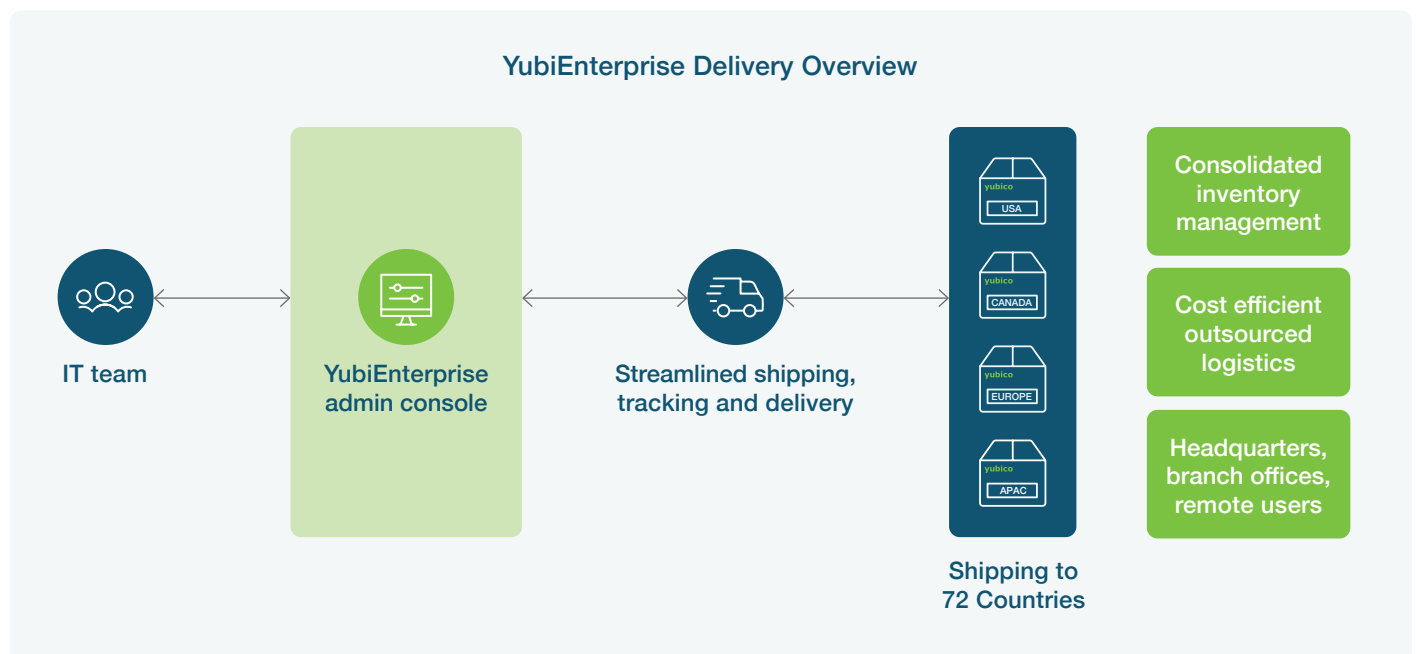 YubiEnterprise Delivery Overview
IT team
YubiEnterprise
admin console
Streamlined shipping,
tracking and delivery
yubico
USA
yubico
CANADA
yubico
EUROPE
yubico
APAC
Shipping to
72 Countries
Consolidated
inventory
management
Cost efficient
outsourced
logistics
Headquarters,
branch offices,
remote users